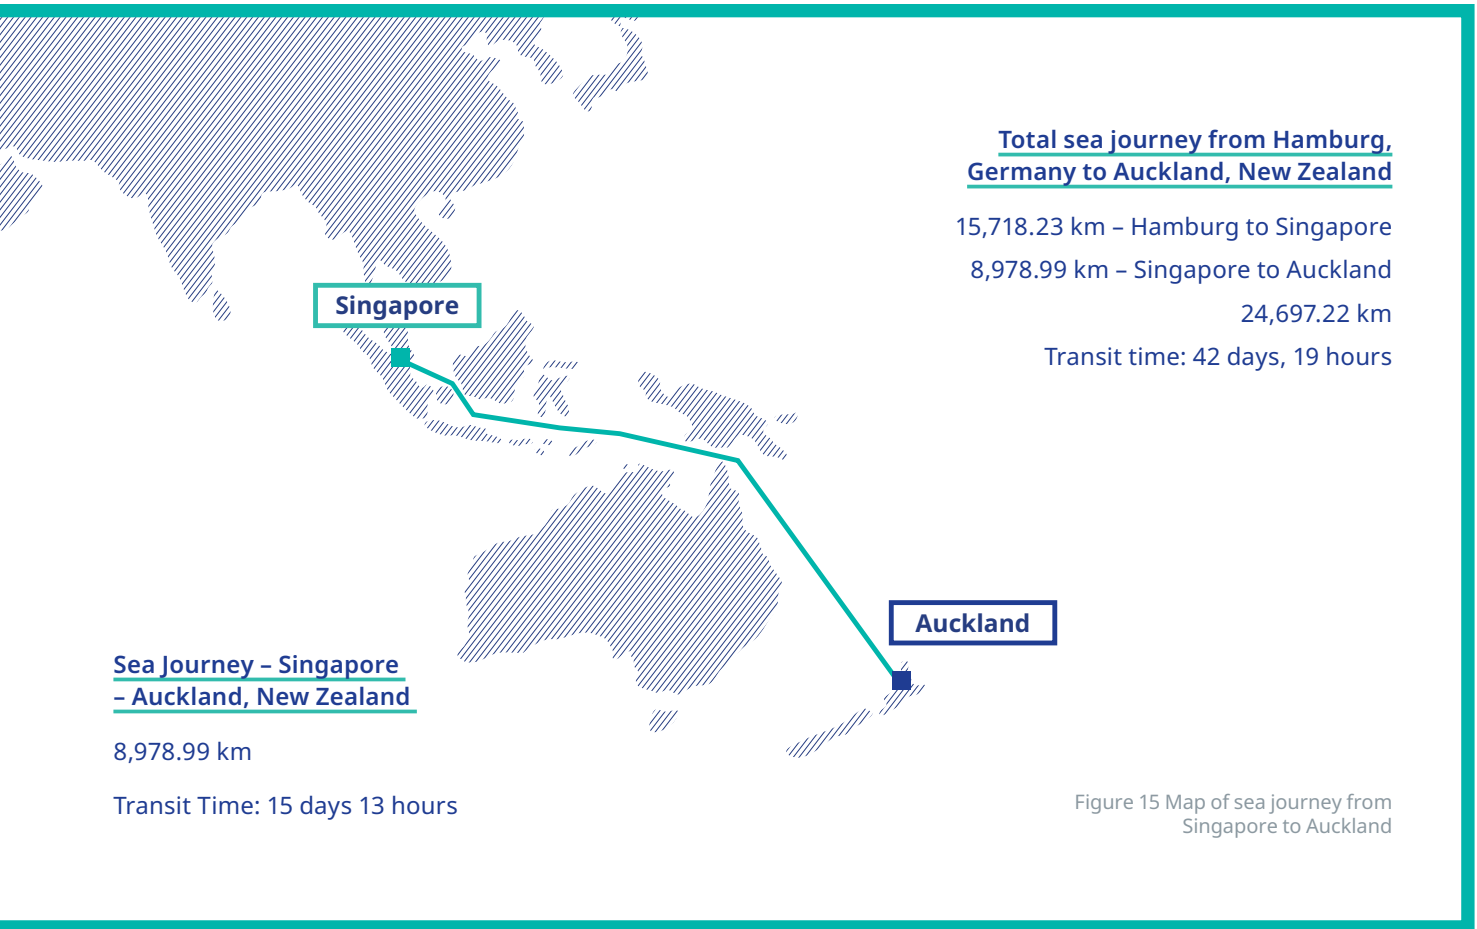 Total sea journey from Hamburg,
Germany to Auckland, New Zealand
15,718.23 km – Hamburg to Singapore
8,978.99 km – Singapore to Auckland
24,697.22 km
Transit time: 42 days, 19 hours
Singapore
Auckland
Sea Journey – Singapore
– Auckland, New Zealand
8,978.99 km
Transit Time: 15 days 13 hours
Figure 15 Map of sea journey from
Singapore to Auckland